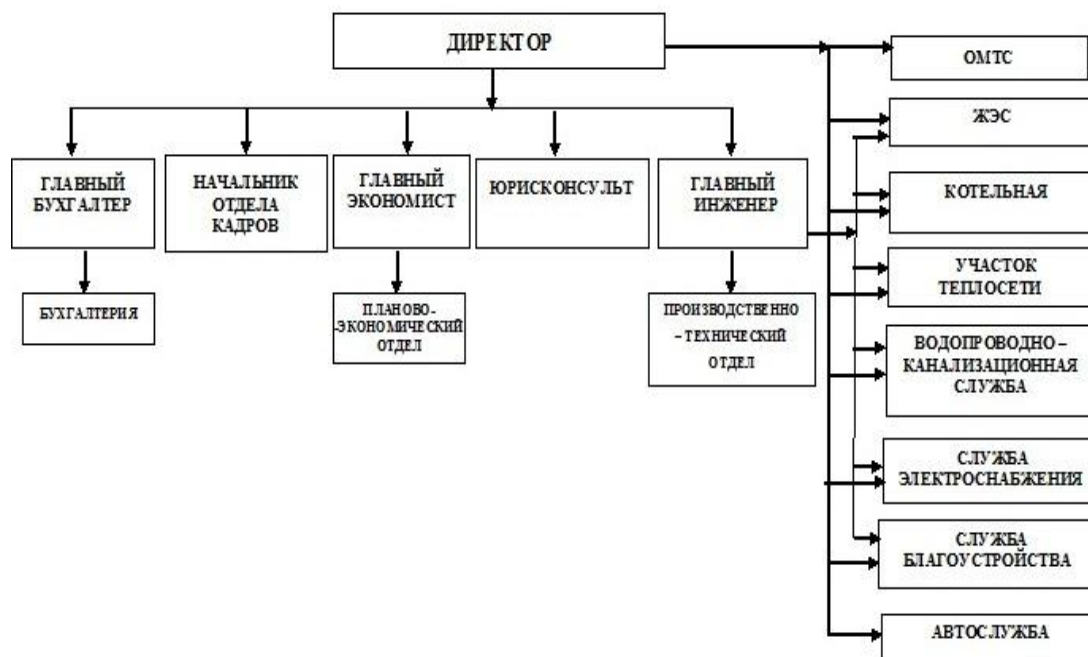 ДИРЕКТОР
ОМТС
ЖЭС
ГЛАВНЫЙ
БУХГАЛТЕР
НАЧАЛЬНИК
ОТДЕЛА
КАДРОВ
ГЛАВНЫЙ
ЭКОНОМИСТ
ЮРИСКОНСУЛЬТ
ГЛАВНЫЙ
ИНЖЕНЕР
КОТЕЛЬНАЯ
БУХГАЛТЕРИЯ
ПЛАНОВО-
-ЭКОНОМИЧЕСКИЙ
ОТДЕЛ
ПРОИЗВОДСТВЕННО
– ТЕХНИЧЕСКИЙ
ОТДЕЛ
УЧАСТОК
ТЕПЛОСЕТИ
ВОДОПРОВОДНО –
КАНАЛИЗАЦИОННАЯ
СЛУЖБА
СЛУЖБА
ЭЛЕКТРОСНАБЖЕНИЯ
СЛУЖБА
БЛАГОУСТРОЙСТВА
АВТОСЛУЖБА